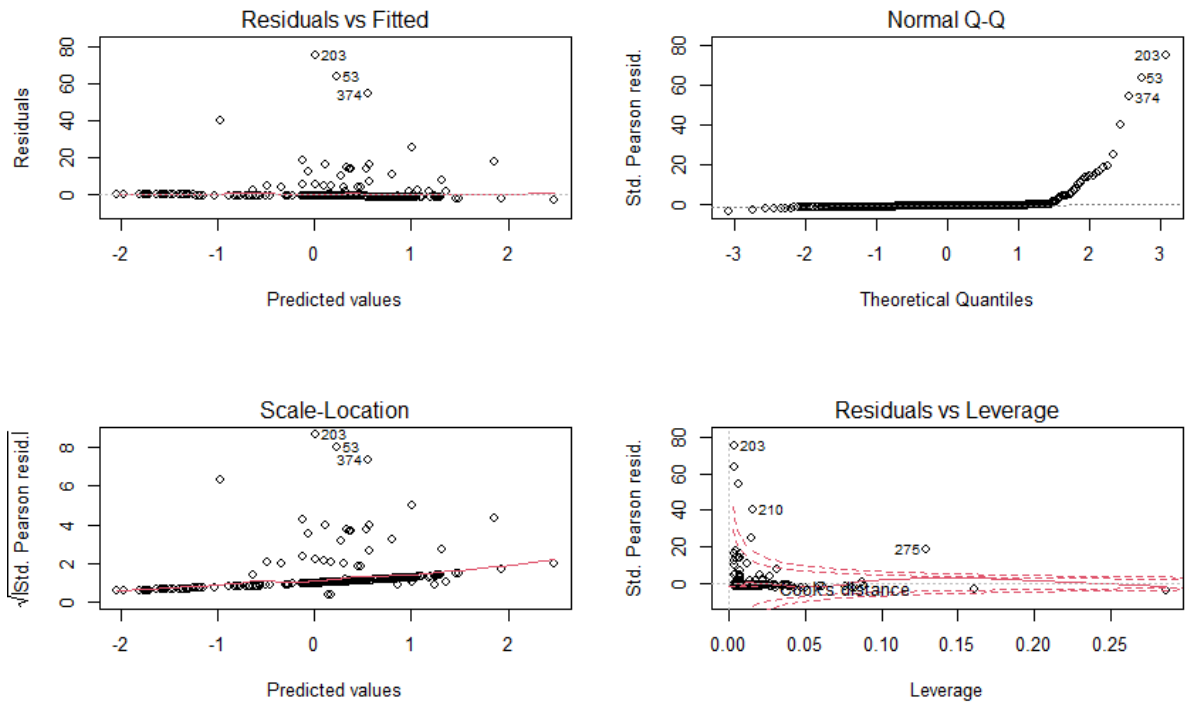 Residuals vs Fitted
Residuals
80
60
40
20
0
203
53
374
-2 -1 0 1 2
Predicted values
Normal Q-Q
Std. Pearson resid.
80
60
40
20
0
203
53
374
-3 -2 -1 0 1 2 3
Theoretical Quantiles
Scale-Location
√|Std. Pearson resid.|
8
6
4
2
0
203
53
374
-2 -1 0 1 2
Predicted values
Residuals vs Leverage
Std. Pearson resid.
80
60
40
20
0
203
210
275
Cook's distance
0.00 0.05 0.10 0.15 0.20 0.25
Leverage